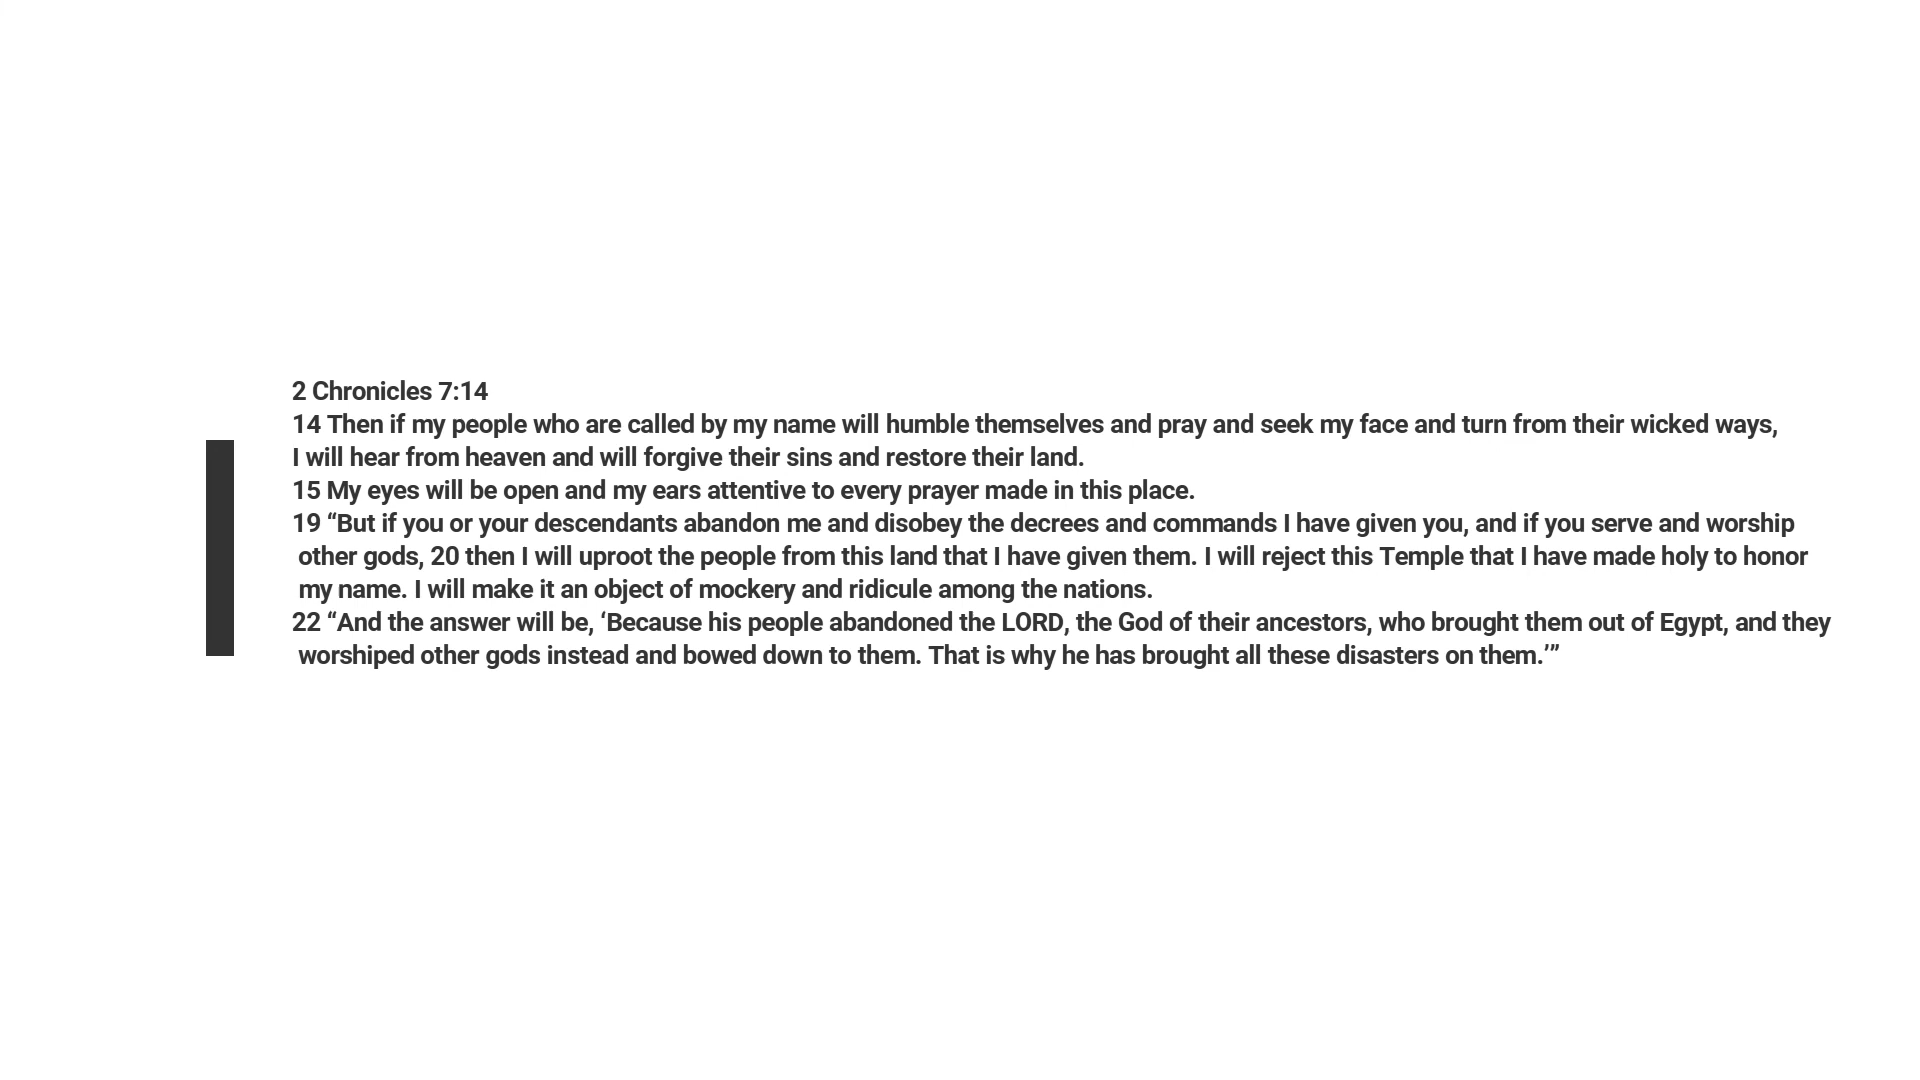 2 Chronicles 7:14
14 Then if my people who are called by my name will humble themselves and pray and seek my face and turn from their wicked ways,
I will hear from heaven and will forgive their sins and restore their land.
15 My eyes will be open and my ears attentive to every prayer made in this place.
19 “But if you or your descendants abandon me and disobey the decrees and commands I have given you, and if you serve and worship
other gods, 20 then I will uproot the people from this land that I have given them. I will reject this Temple that I have made holy to honor
my name. I will make it an object of mockery and ridicule among the nations.
22 “And the answer will be, ‘Because his people abandoned the LORD, the God of their ancestors, who brought them out of Egypt, and they
worshiped other gods instead and bowed down to them. That is why he has brought all these disasters on them.’”